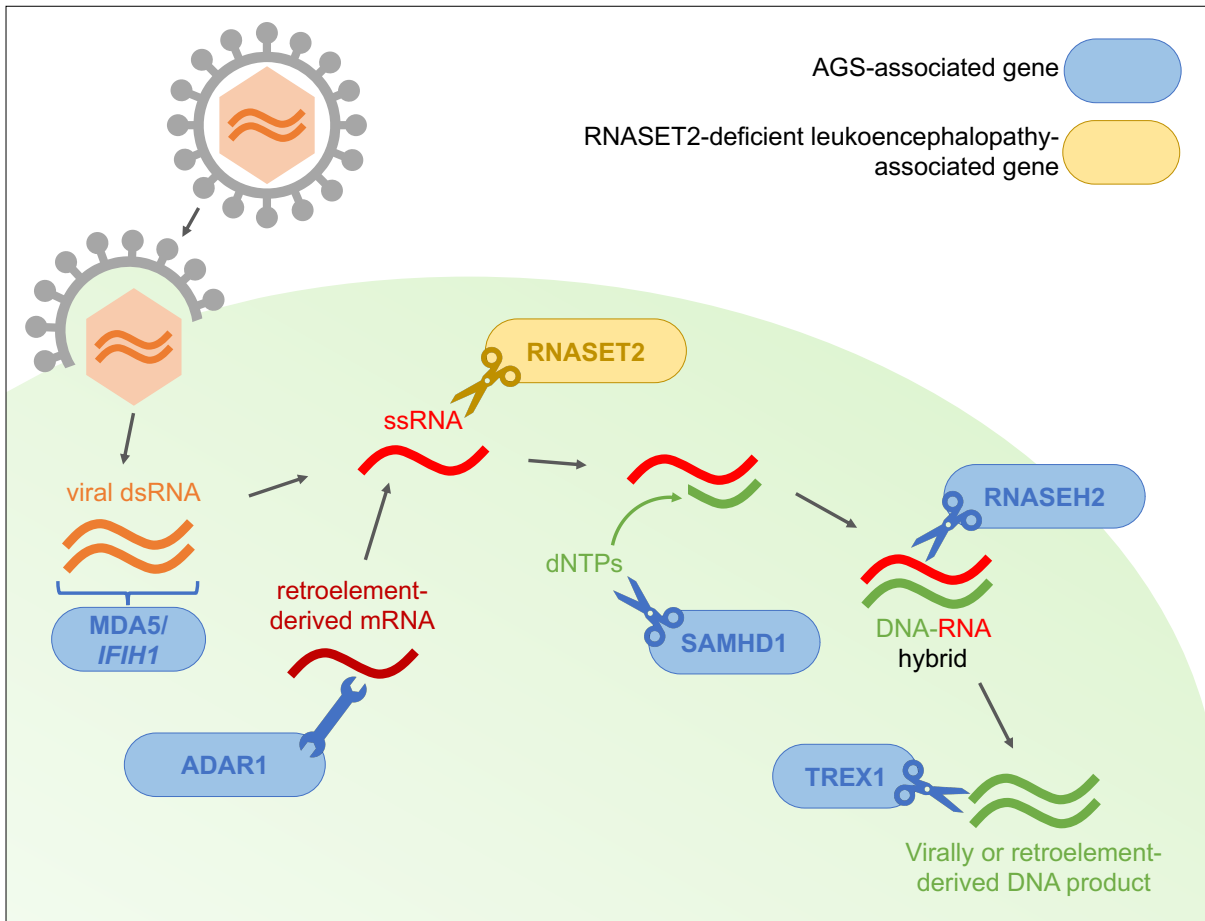 AGS-associated gene
RNASET2-deficient leukoencephalopathy-
associated gene
RNASET2
ssRNA
viral dsRNA
RNASEH2
dNTPs
retroelement-
derived mRNA
MDA5/
IFIH1
SAMHD1
DNA-RNA
hybrid
ADAR1
TREX1
Virally or retroelement-
derived DNA product